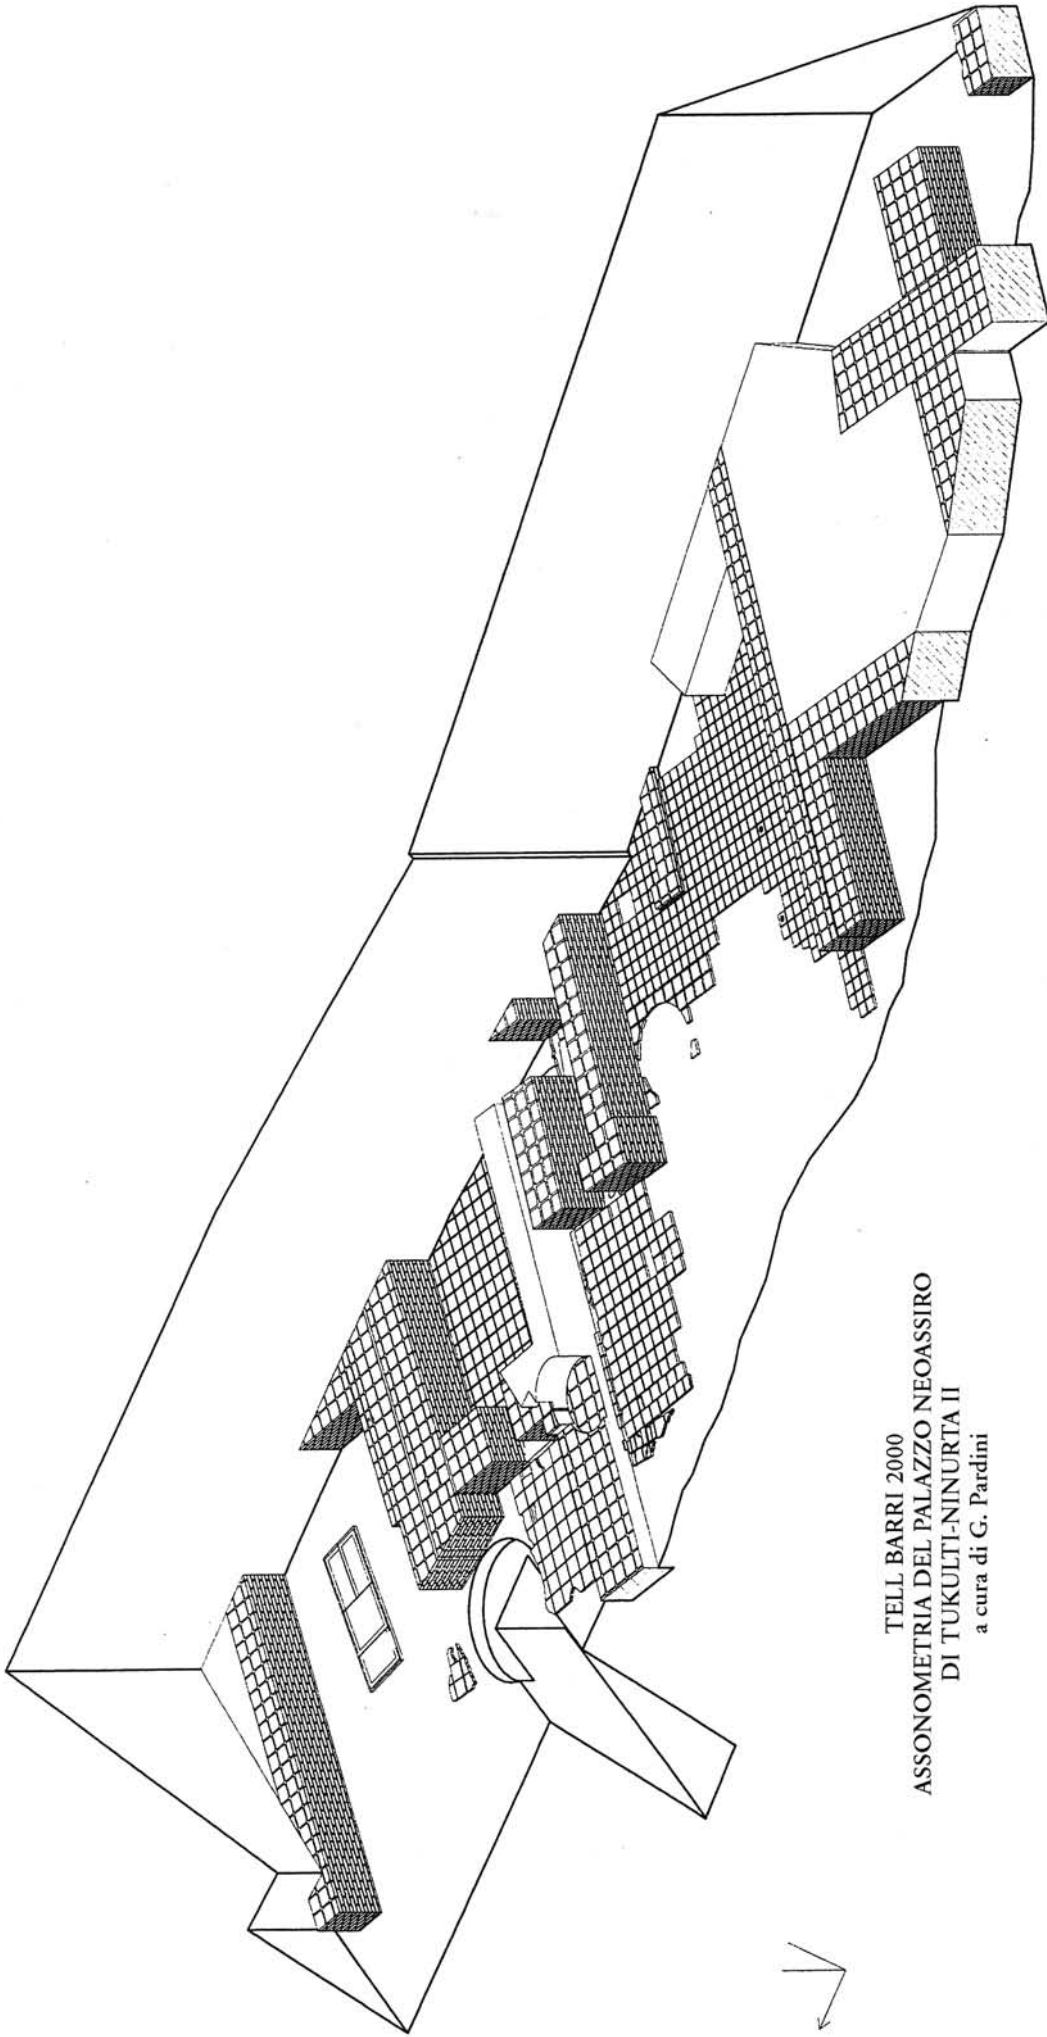 TELL BARRI 2000
ASSONOMETRIA DEL PALAZZO NEOASSIRO
DI TUKULTI-NINURTA II
a cura di G. Pardini